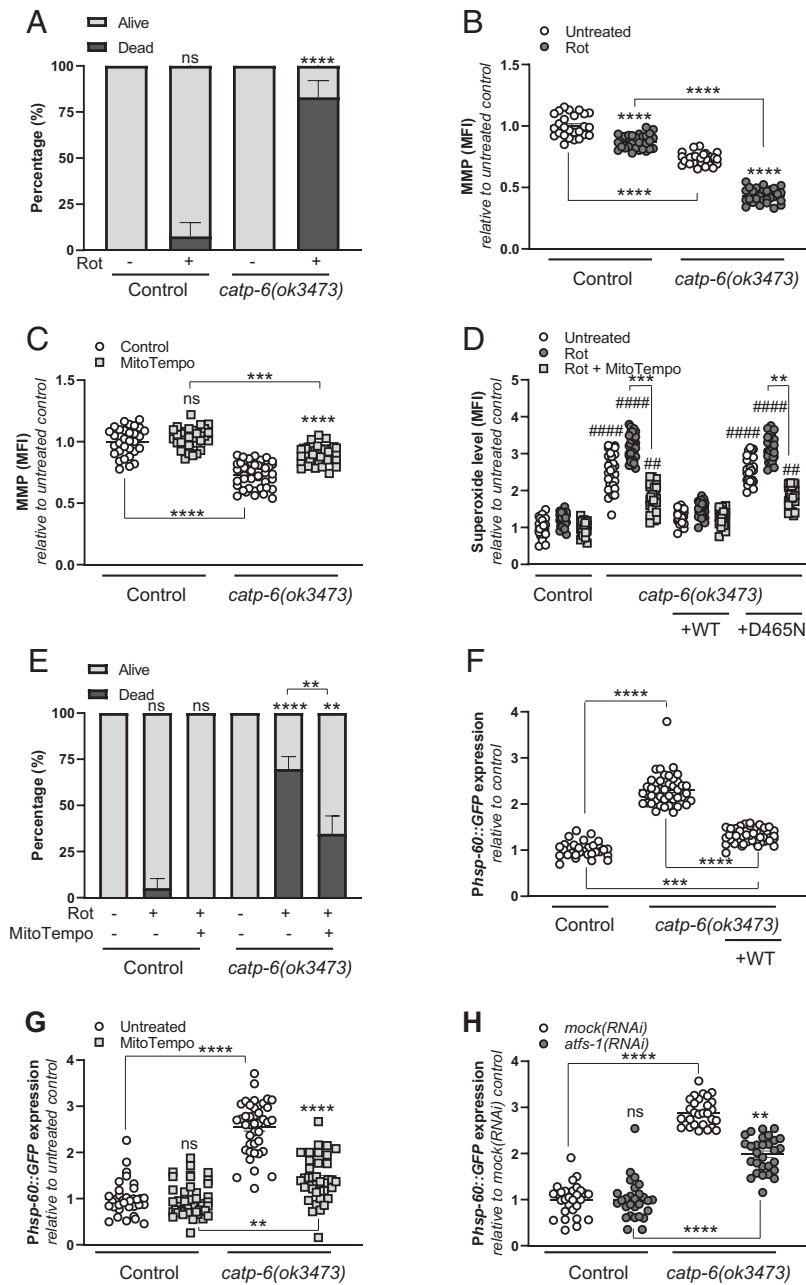 A
Alive
Dead
ns
****
100
75
50
25
0
Percentage (%)
Rot - + - +
Control catp-6(ok3473)
B
Untreated
Rot
1.5
1.0
0.5
0.0
MMP (MFI)
relative to untreated control
****
****
****
****
Control catp-6(ok3473)
C
Control
MitoTempo
1.5
1.0
0.5
0.0
MMP (MFI)
relative to untreated control
***
ns
****
****
Control catp-6(ok3473)
D
Untreated
Rot
Rot + MitoTempo
5
4
3
2
1
0
Superoxide level (MFI)
relative to untreated control
*** **
#### ####
#### ####
## ##
Control catp-6(ok3473)
+WT +D465N
E
Alive
Dead
**
ns ns **** **
100
75
50
25
0
Percentage (%)
Rot - + + - + +
MitoTempo - - + - - +
Control catp-6(ok3473)
F
4
3
2
1
0
Phsp-60::GFP expression
relative to control
****
****
***
Control catp-6(ok3473)
+WT
G
Untreated
MitoTempo
4
3
2
1
0
Phsp-60::GFP expression
relative to untreated control
****
****
ns
**
Control catp-6(ok3473)
H
mock(RNAi)
atfs-1(RNAi)
4
3
2
1
0
Phsp-60::GFP expression
relative to mock(RNAi) control
****
ns **
****
Control catp-6(ok3473)